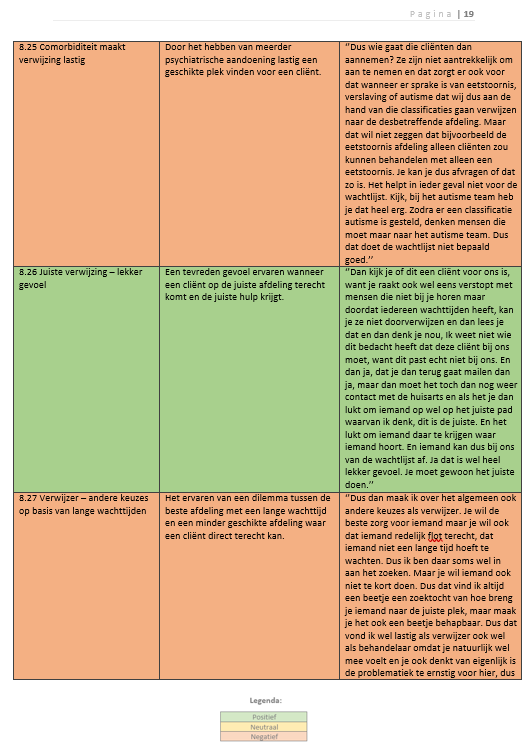 Pagina | 19
8.25 Comorbiditeit maakt
verwijzing lastig
Door het hebben van meerder
psychiatrische aandoening lastig een
geschikte plek vinden voor een cliënt.
‘’Dus wie gaat die cliënten dan
aannemen? Ze zijn niet aantrekkelijk om
aan te nemen en dat zorgt er ook voor
dat wanneer er sprake is van eetstoornis,
verslaving of autisme dat wij dus aan de
hand van die classificaties gaan verwijzen
naar de desbetreffende afdeling. Maar
dat wil niet zeggen dat bijvoorbeeld de
eetstoornis afdeling alleen cliënten zou
kunnen behandelen met alleen een
eetstoornis. Je kan je dus afvragen of dat
zo is. Het helpt in ieder geval niet voor de
wachtlijst. Kijk, bij het autisme team heb
je dat heel erg. Zodra er een classificatie
autisme is gesteld, denken mensen die
moet maar naar het autisme team. Dus
dat doet de wachtlijst niet bepaald
goed.’’
8.26 Juiste verwijzing – lekker
gevoel
Een tevreden gevoel ervaren wanneer
een cliënt op de juiste afdeling terecht
komt en de juiste hulp krijgt.
‘’Dan kijk je of dit een cliënt voor ons is,
want je raakt ook wel eens verstopt met
mensen die niet bij je horen maar
doordat iedereen wachttijden heeft, kan
je ze niet doorverwijzen en dan lees je
dat en dan denk je nou, Ik weet niet wie
dit bedacht heeft dat deze cliënt bij ons
moet, want dit past echt niet bij ons. En
dan ja, dat je dan terug gaat mailen dan
ja, maar dan moet het toch dan nog weer
contact met de huisarts en als het je dan
lukt om iemand op wel op het juiste pad
waarvan ik denk, dit is de juiste. En het
lukt om iemand daar te krijgen waar
iemand hoort. En iemand kan dus bij ons
van de wachtlijst af. Ja dat is wel heel
lekker gevoel. Je moet gewoon het juiste
doen.’’
8.27 Verwijzer – andere keuzes
op basis van lange wachttijden
Het ervaren van een dilemma tussen de
beste afdeling met een lange wachttijd
en een minder geschikte afdeling waar
een cliënt direct terecht kan.
‘’Dus dan maak ik over het algemeen ook
andere keuzes als verwijzer. Je wil de
beste zorg voor iemand maar je wil ook
dat iemand redelijk flot terecht, dat
iemand niet een lange tijd hoeft te
wachten. Dus ik ben daar soms wel in
aan het zoeken. Maar je wil iemand ook
niet te kort doen. Dus dat vind ik altijd
een beetje een zoektocht van hoe breng
je iemand naar de juiste plek, maar maak
je het ook een beetje behapbaar. Dus dat
vond ik wel lastig als verwijzer ook wel
als behandelaar omdat je natuurlijk wel
mee voelt en je ook denkt van eigenlijk is
de problematiek te ernstig voor hier, dus
Legenda:
Positief
Neutraal
Negatief